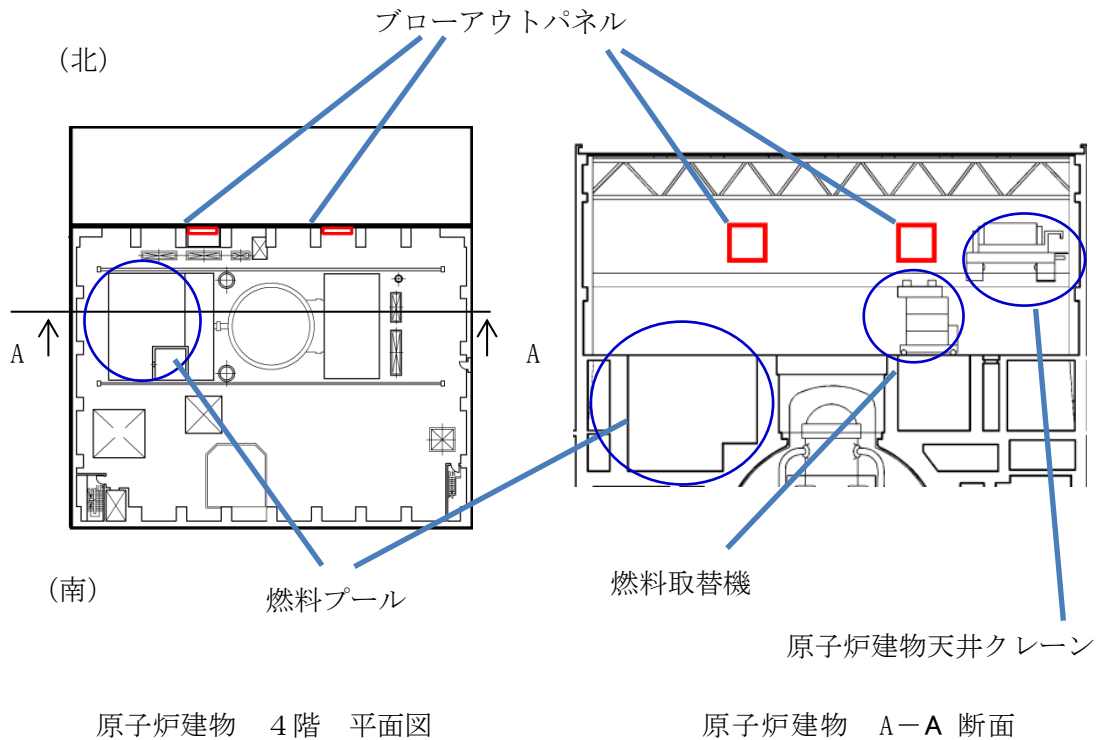 ブローアウトパネル
(北)
A
A
A
A
(南)
燃料プール
燃料取替機
原子炉建物天井クレーン
原子炉建物　４階　平面図
原子炉建物　A－A 断面